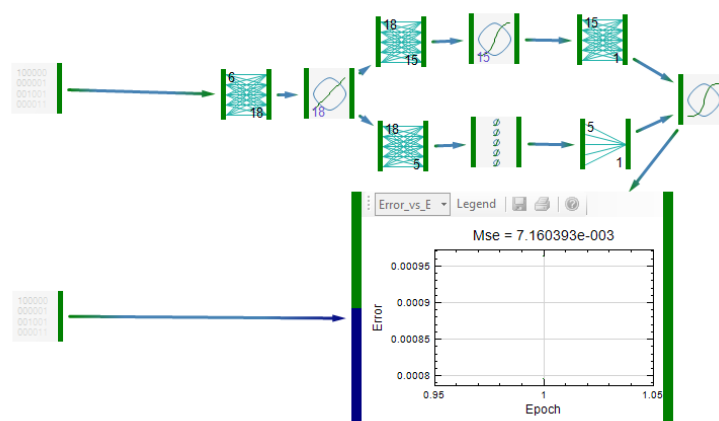 100000
000001
001001
000011
6
18
18
18
15
15
15
1
18
5
ø
ø
ø
ø
ø
5
1
Error_vs_E Legend
Mse = 7.160393e-003
0.00095
0.0009
0.00085
0.0008
Error
0.95 1 1.05
Epoch
100000
000001
001001
000011